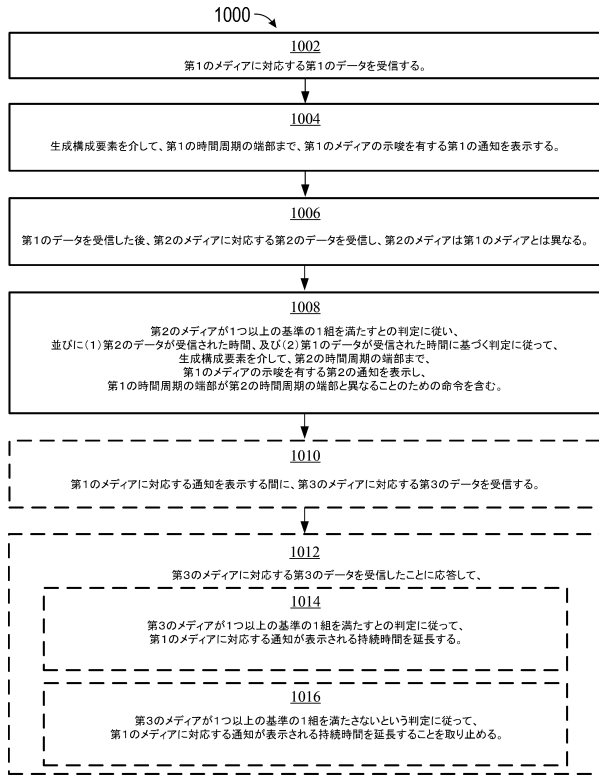 1000
1002
第1のメディアに対応する第1のデータを受信する。
1004
生成構成要素を介して、第1の時間周期の端部まで、第1のメディアの示唆を有する第1の通知を表示する。
1006
第1のデータを受信した後、第2のメディアに対応する第2のデータを受信し、第2のメディアは第1のメディアとは異なる。
1008
第2のメディアが1つ以上の基準の1組を満たすとの判定に従い、
並びに(1)第2のデータが受信された時間、及び(2)第1のデータが受信された時間に基づく判定に従って、
生成構成要素を介して、第2の時間周期の端部まで、
第1のメディアの示唆を有する第2の通知を表示し、
第1の時間周期の端部が第2の時間周期の端部と異なることのための命令を含む。
1010
第1のメディアに対応する通知を表示する間に、第3のメディアに対応する第3のデータを受信する。
1012
第3のメディアに対応する第3のデータを受信したことに応答して、
1014
第3のメディアが1つ以上の基準の1組を満たすとの判定に従って、
第1のメディアに対応する通知が表示される持続時間を延長する。
1016
第3のメディアが1つ以上の基準の1組を満たさないという判定に従って、
第1のメディアに対応する通知が表示される持続時間を延長することを取り止める。